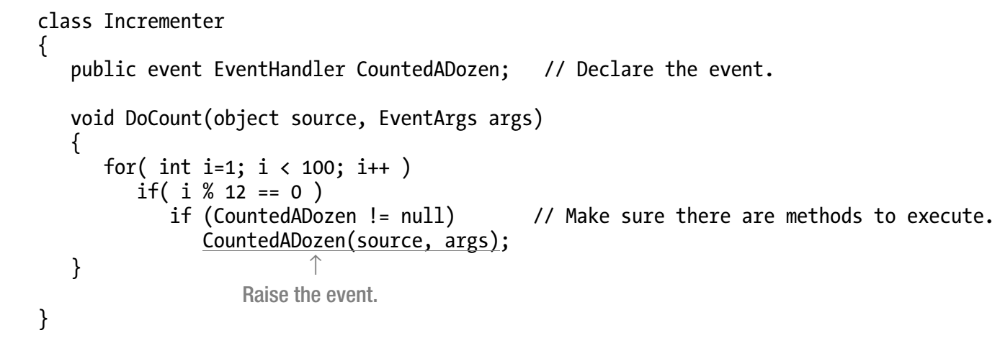 class Incrementer
{
public event EventHandler CountedADozen; // Declare the event.
void DoCount(object source, EventArgs args)
{
for( int i=1; i < 100; i++ )
if( i % 12 == 0 )
if (CountedADozen != null) // Make sure there are methods to execute.
CountedADozen(source, args);
}
↑
Raise the event.
}